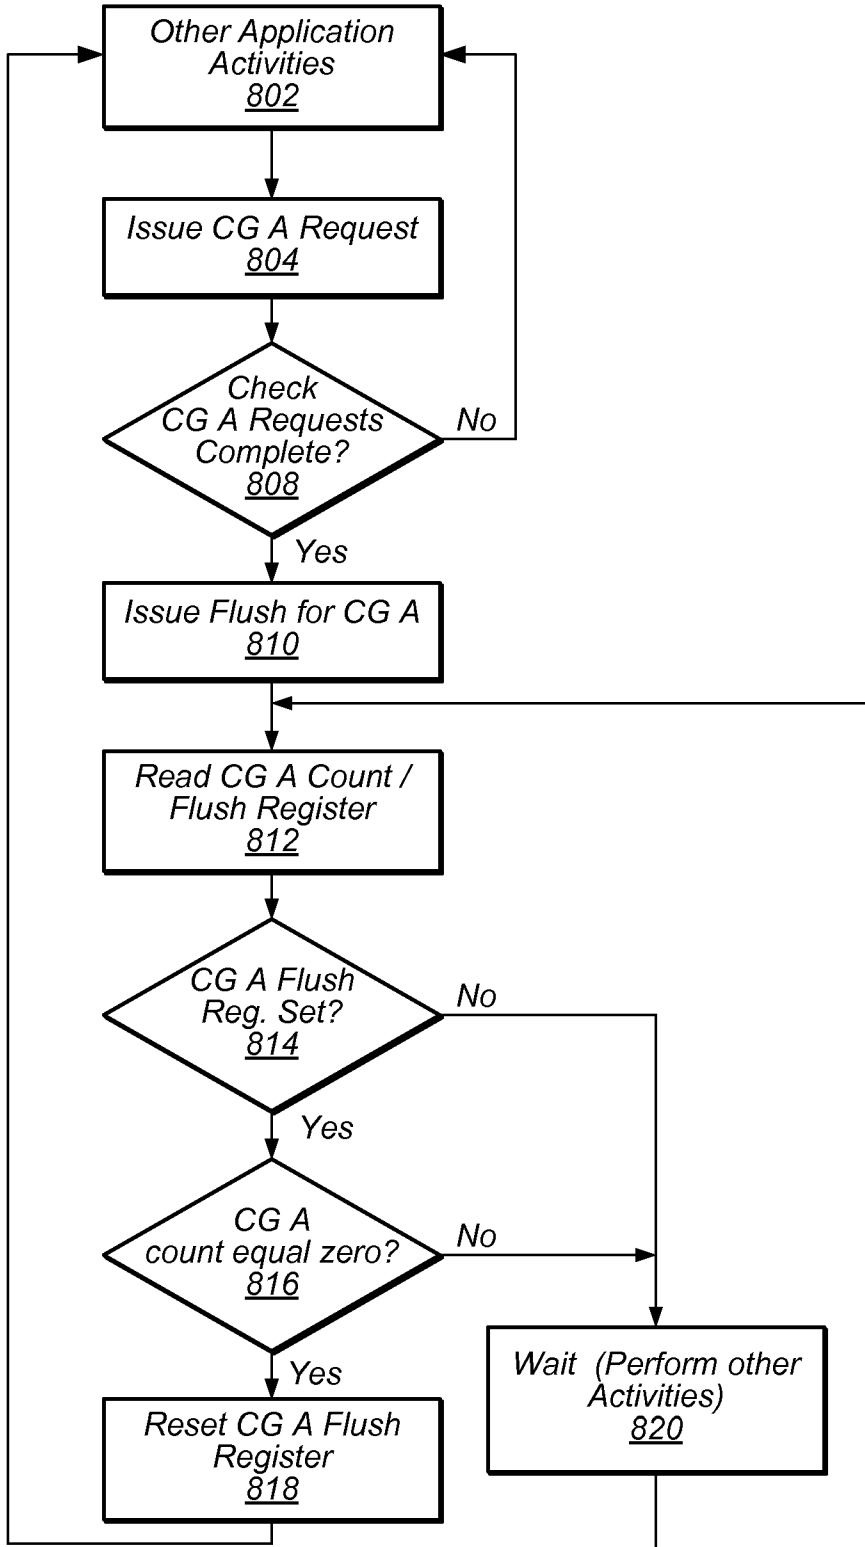 Other Application
Activities
802
Issue CG A Request
804
Check
CG A Requests
Complete?
808
No
Yes
Issue Flush for CG A
810
Read CG A Count /
Flush Register
812
CG A Flush
Reg. Set?
814
No
Yes
CG A
count equal zero?
816
No
Yes
Reset CG A Flush
Register
818
Wait (Perform other
Activities)
820